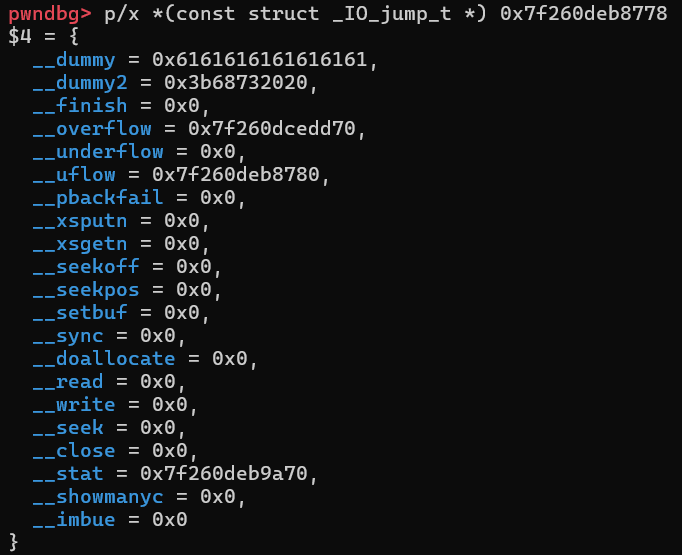 pwndbg> p/x *(const struct _IO_jump_t *) 0x7f260deb8778
$4 = {
  __dummy = 0x6161616161616161,
  __dummy2 = 0x3b68732020,
  __finish = 0x0,
  __overflow = 0x7f260dcedd70,
  __underflow = 0x0,
  __uflow = 0x7f260deb8780,
  __pbackfail = 0x0,
  __xsputn = 0x0,
  __xsgetn = 0x0,
  __seekoff = 0x0,
  __seekpos = 0x0,
  __setbuf = 0x0,
  __sync = 0x0,
  __doallocate = 0x0,
  __read = 0x0,
  __write = 0x0,
  __seek = 0x0,
  __close = 0x0,
  __stat = 0x7f260deb9a70,
  __showmanyc = 0x0,
  __imbue = 0x0
}